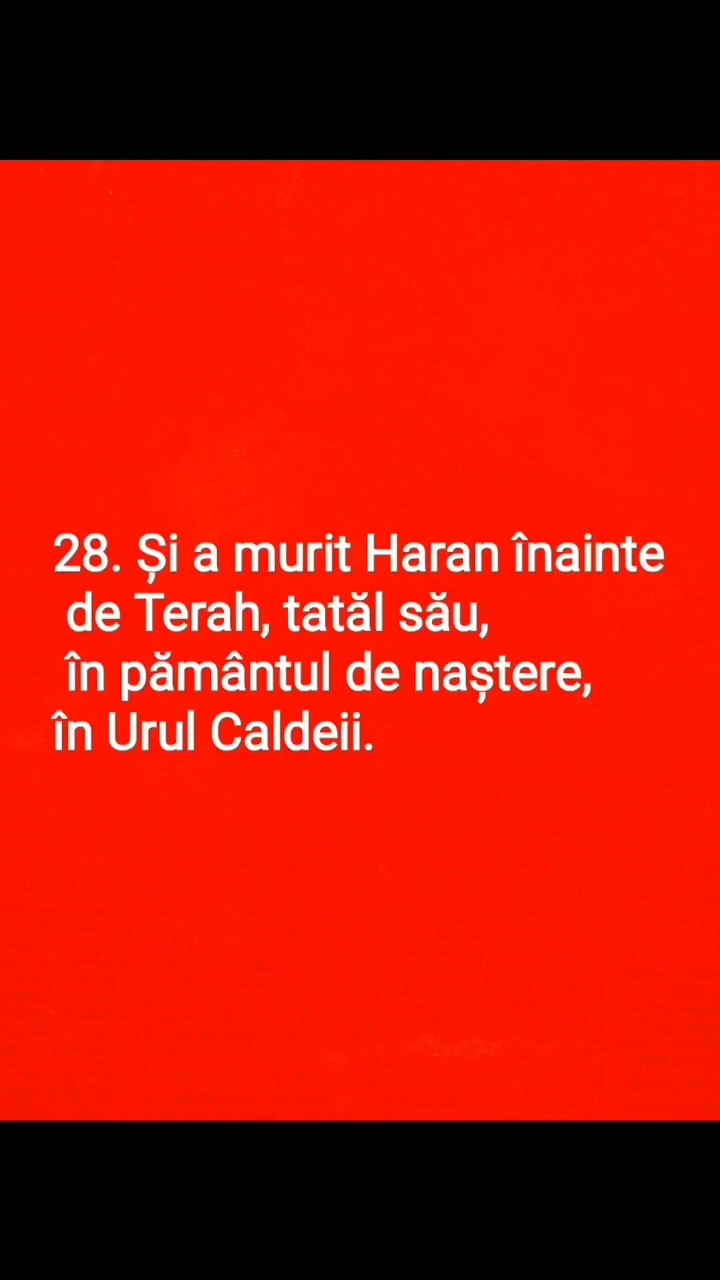 28. Și a murit Haran înainte
de Terah, tatăl său,
în pământul de naștere,
în Urul Caldeii.